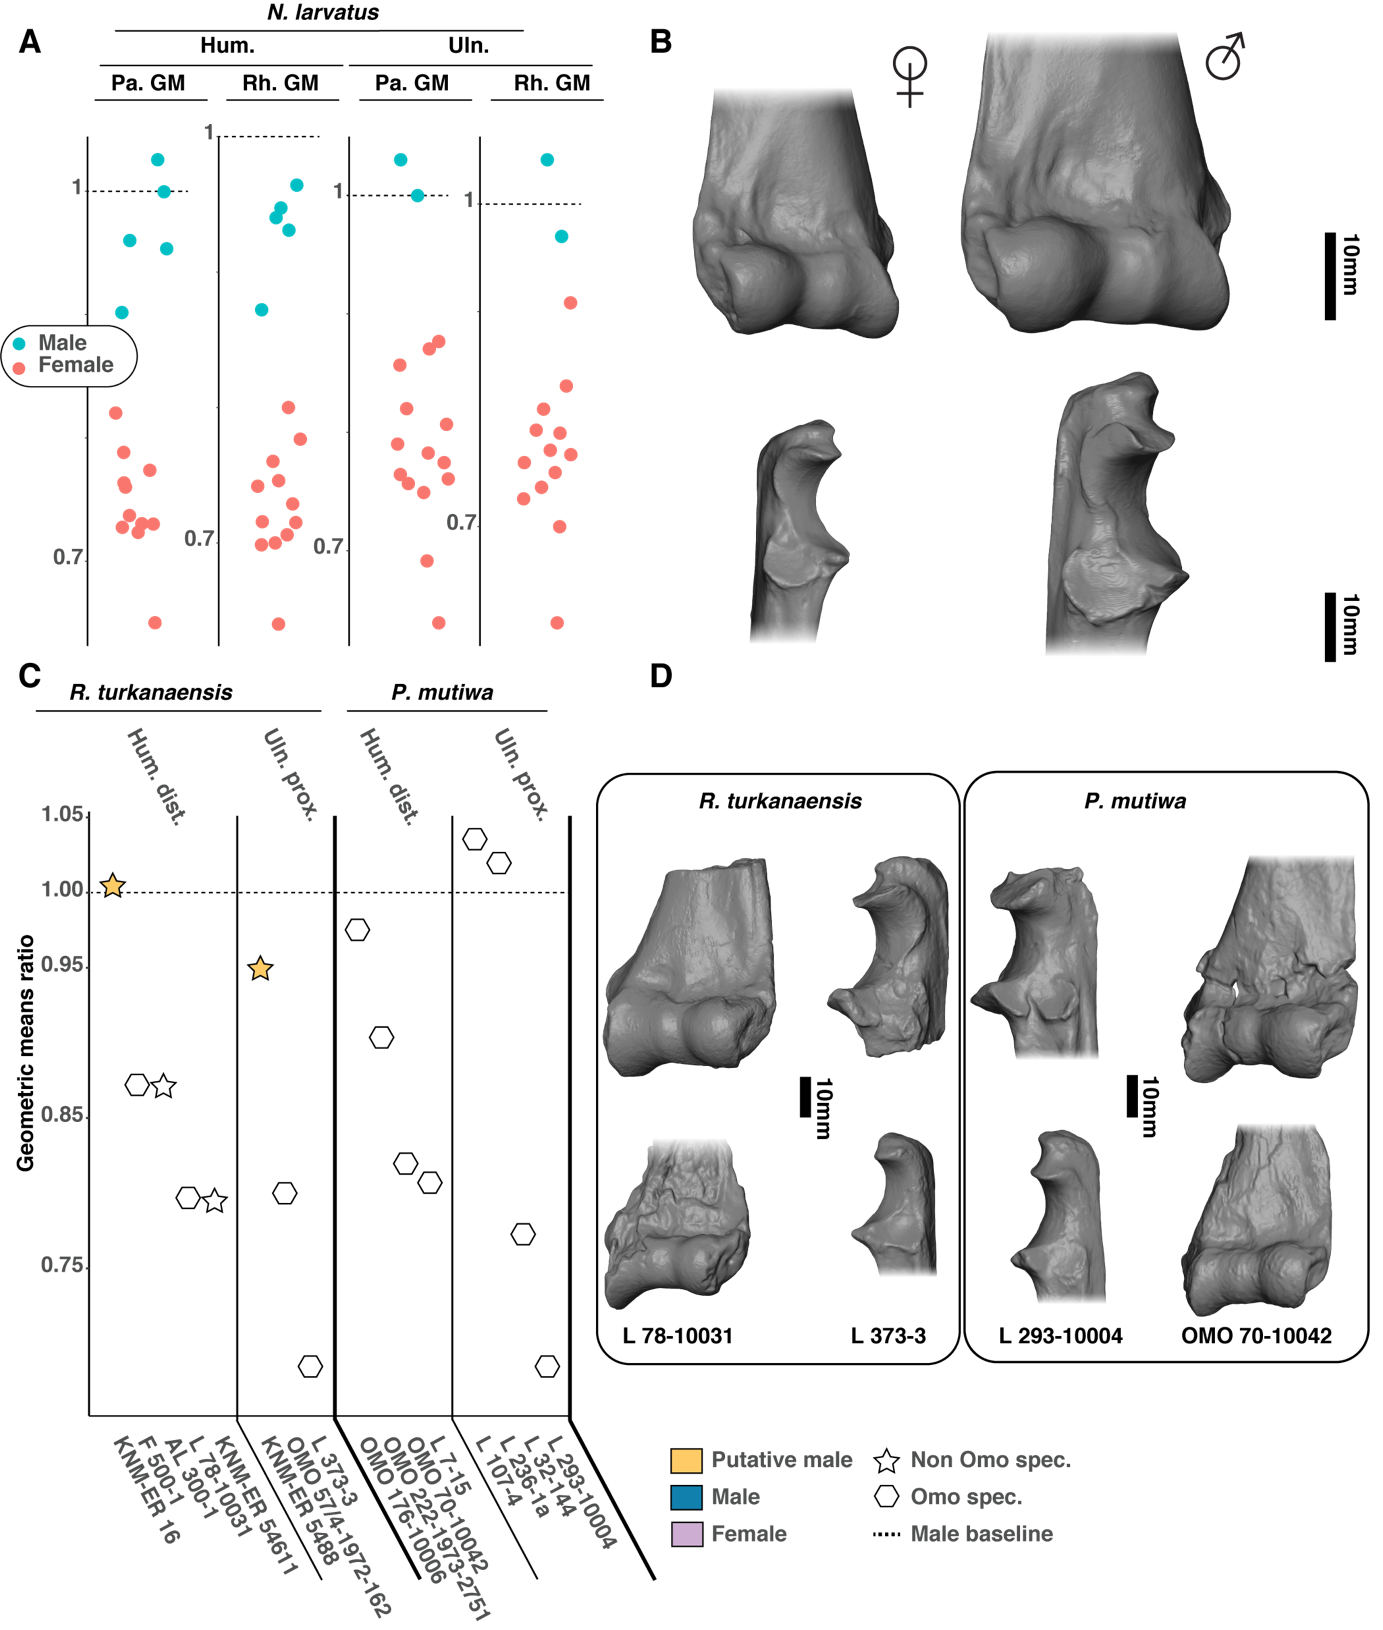 A
N. larvatus
Hum.
Uln.
Pa. GM
Rh. GM
Pa. GM
Rh. GM
1
1
1
1
0.7
0.7
0.7
0.7
Male
Female
B
♀
♂
10mm
10mm
C
R. turkanaensis
P. mutiwa
Hum. dist.
Uln. prox.
Hum. dist.
Uln. prox.
Geometric means ratio
1.05
1.00
0.95
0.85
0.75
KNM-ER 16
F 500-1
AL 300-1
L 78-10031
KNM-ER 54611
KNM-ER 5488
OMO 57/4-1972-162
L 373-3
OMO 176-10006
OMO 222-1973-2751
OMO 70-10042
L 7-15
L 107-4
L 236-1a
L 32-144
L 293-10004
D
R. turkanaensis
P. mutiwa
10mm
10mm
L 78-10031
L 373-3
L 293-10004
OMO 70-10042
Putative male
Male
Female
Non Omo spec.
Omo spec.
Male baseline